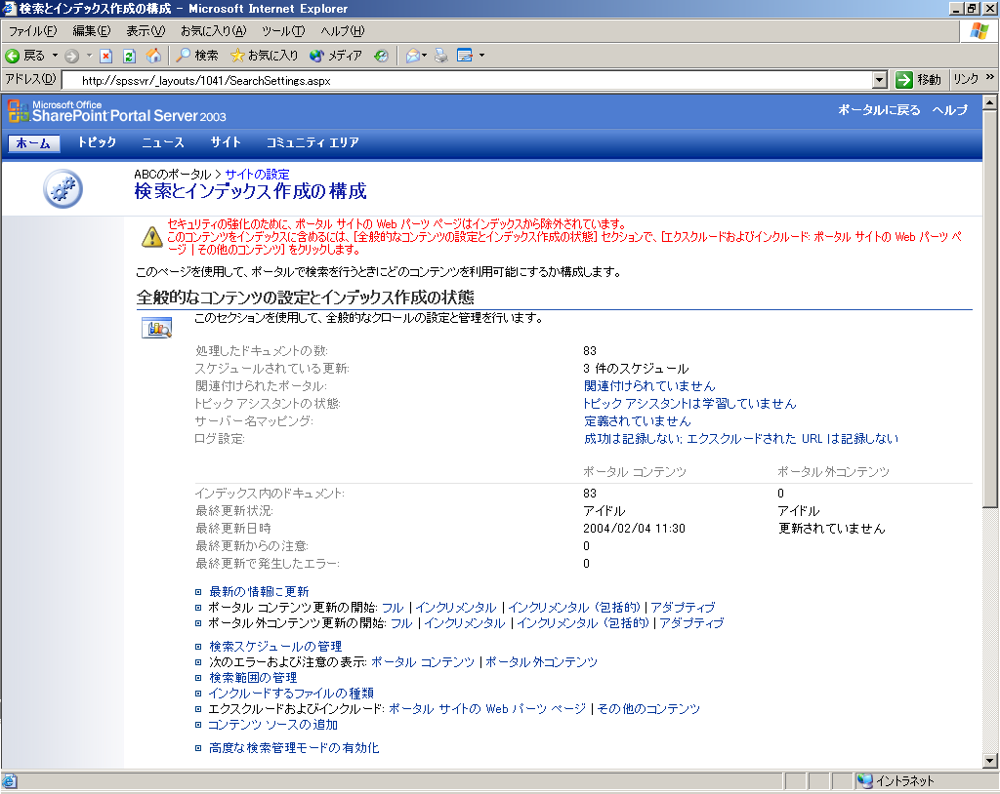 検索とインデックス作成の構成 - Microsoft Internet Explorer
ファイル(F) 編集(E) 表示(V) お気に入り(A) ツール(T) ヘルプ(H)
戻る 検索 お気に入り メディア
アドレス(D) http://spssvr/_layouts/1041/SearchSettings.aspx 移動 リンク »
Microsoft Office
SharePoint Portal Server 2003
ポータルに戻る ヘルプ
ホーム トピック ニュース サイト コミュニティ エリア
ABCのポータル > サイトの設定
検索とインデックス作成の構成
セキュリティの強化のために、ポータル サイトの Web パーツ ページはインデックスから除外されています。
このコンテンツをインデックスに含めるには、[全般的なコンテンツの設定とインデックス作成の状態] セクションで、[エクスクルードおよびインクルード: ポータル サイトの Web パーツ ペ
ージ | その他のコンテンツ] をクリックします。
このページを使用して、ポータルで検索を行うときにどのコンテンツを利用可能にするか構成します。
全般的なコンテンツの設定とインデックス作成の状態
このセクションを使用して、全般的なクロールの設定と管理を行います。
処理したドキュメントの数: 83
スケジュールされている更新: 3 件のスケジュール
関連付けられたポータル: 関連付けられていません
トピック アシスタントの状態: トピック アシスタントは学習していません
サーバー名マッピング: 定義されていません
ログ設定: 成功は記録しない; エクスクルードされた URL は記録しない
ポータル コンテンツ ポータル外コンテンツ
インデックス内のドキュメント: 83 0
最終更新状況: アイドル アイドル
最終更新日時 2004/02/04 11:30 更新されていません
最終更新からの注意: 0
最終更新で発生したエラー: 0
最新の情報に更新
ポータル コンテンツ更新の開始: フル | インクリメンタル | インクリメンタル (包括的) | アダプティブ
ポータル外コンテンツ更新の開始: フル | インクリメンタル | インクリメンタル (包括的) | アダプティブ
検索スケジュールの管理
次のエラーおよび注意の表示: ポータル コンテンツ | ポータル外コンテンツ
検索範囲の管理
インクルードするファイルの種類
エクスクルードおよびインクルード: ポータル サイトの Web パーツ ページ | その他のコンテンツ
コンテンツ ソースの追加
高度な検索管理モードの有効化
イントラネット